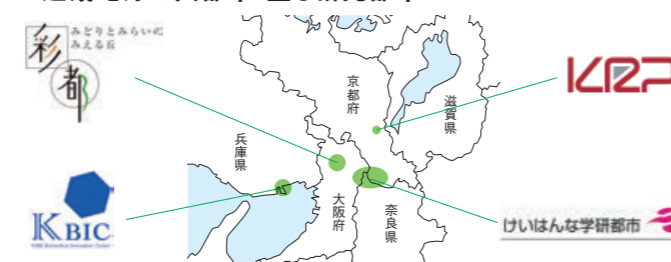 みどりとみらいに
みえる丘
彩都
京都府
滋賀県
兵庫県
大阪府
奈良県
KRP
KBIC
けいはんな学研都市